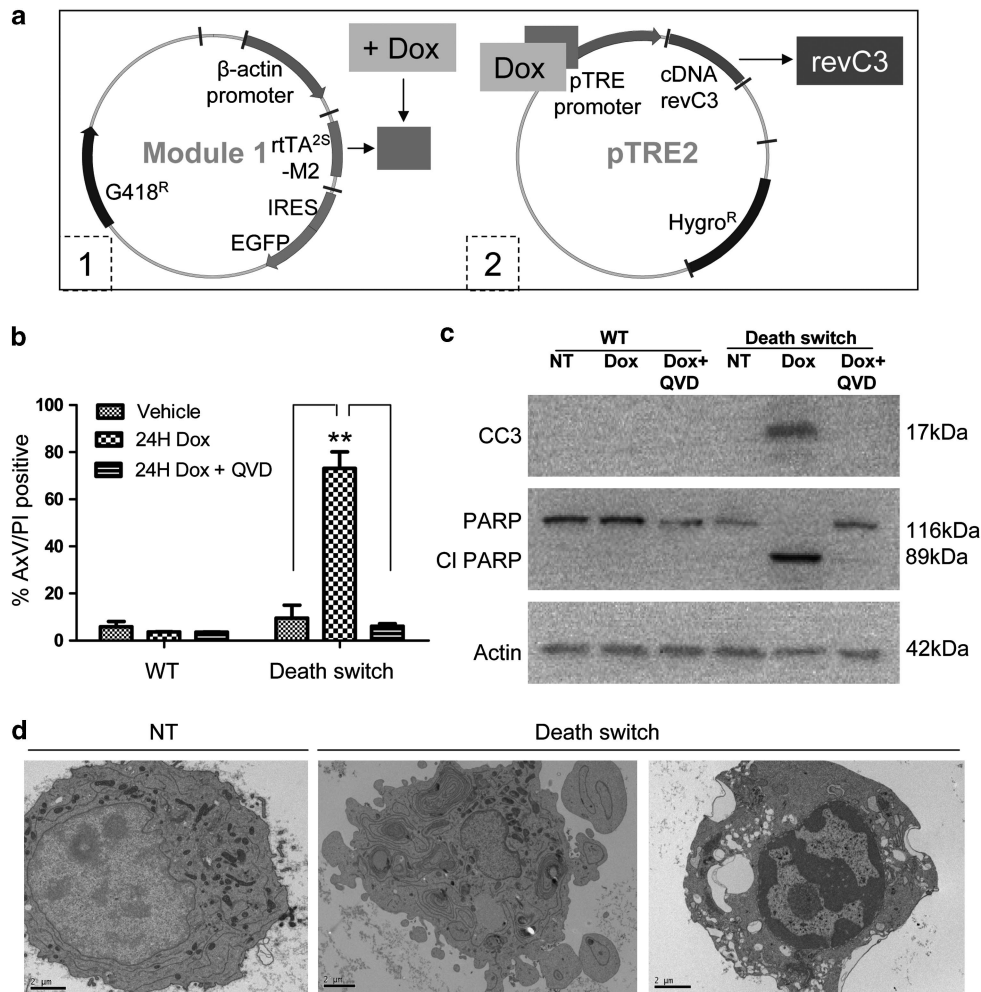 a
β-actin
promoter
+ Dox
Module 1
rtTA2S
-M2
G418R
IRES
EGFP
1
Dox
pTRE
promoter
cDNA
revC3
revC3
pTRE2
HygroR
2
b
% AxV/PI positive
100
80
60
40
20
0
Vehicle
24H Dox
24H Dox + QVD
**
WT
Death switch
c
WT
Death switch
NT
Dox
Dox+
QVD
NT
Dox
Dox+
QVD
CC3
17kDa
PARP
116kDa
Cl PARP
89kDa
Actin
42kDa
d
NT
Death switch
2 µm
2 µm
2 µm